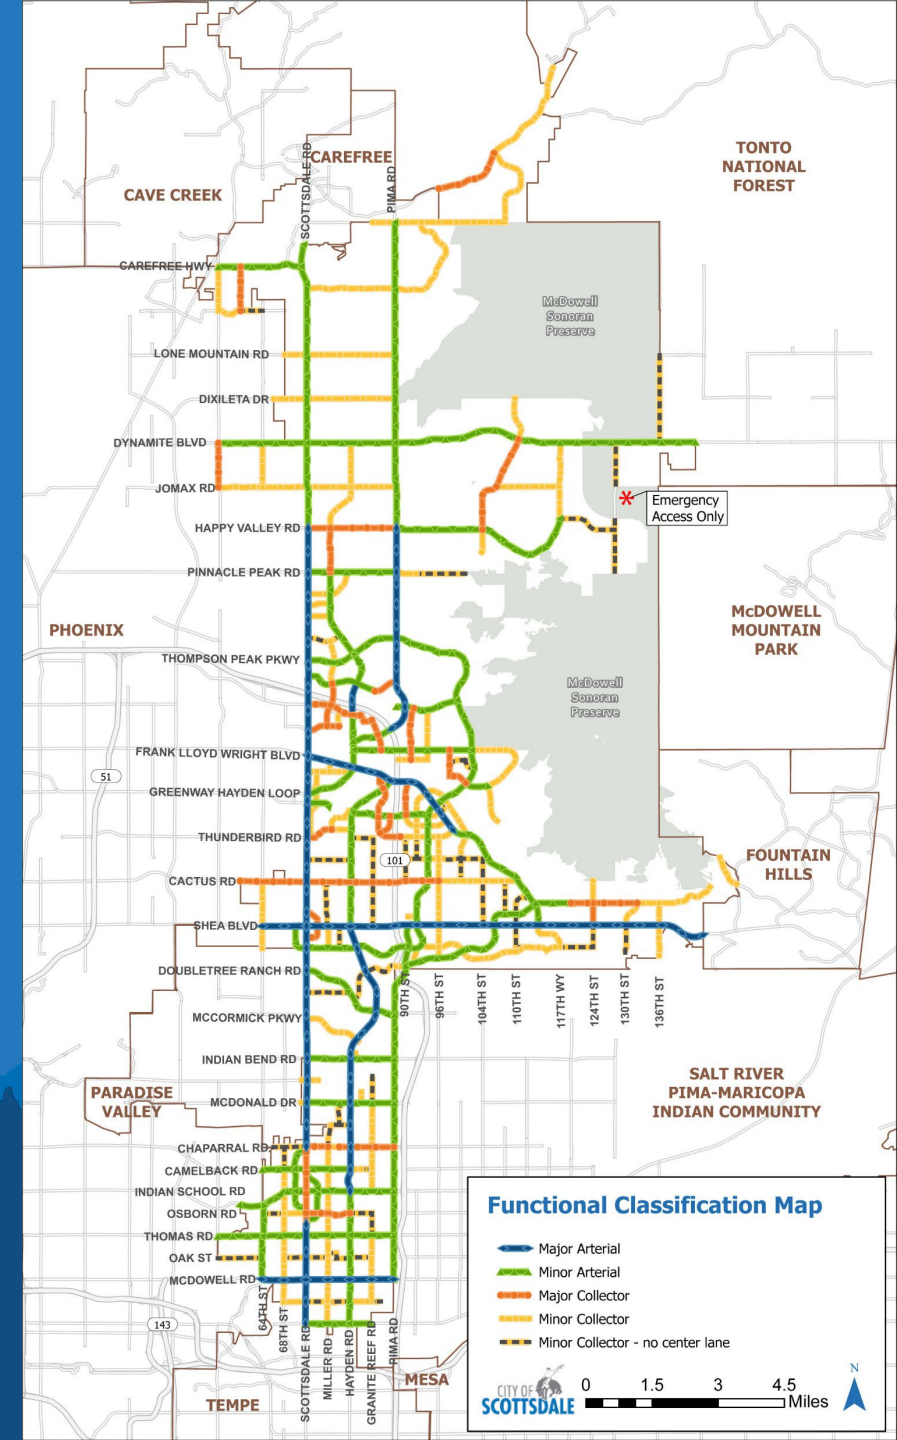 CAREFREE
CAVE CREEK
TONTO
NATIONAL
FOREST
SCOTTSDALE RD
PIMA RD
CAREFREE HWY
McDowell
Sonoran
Preserve
LONE MOUNTAIN RD
DIXILETA DR
DYNAMITE BLVD
JOMAX RD
Emergency
Access Only
HAPPY VALLEY RD
PINNACLE PEAK RD
PHOENIX
McDOWELL
MOUNTAIN
PARK
THOMPSON PEAK PKWY
McDowell
Sonoran
Preserve
FRANK LLOYD WRIGHT BLVD
51
GREENWAY HAYDEN LOOP
THUNDERBIRD RD
101
FOUNTAIN
HILLS
CACTUS RD
SHEA BLVD
DOUBLETREE RANCH RD
90TH ST
96TH ST
104TH ST
110TH ST
117TH WY
124TH ST
130TH ST
136TH ST
MCCORMICK PKWY
INDIAN BEND RD
PARADISE
VALLEY
SALT RIVER
PIMA-MARICOPA
INDIAN COMMUNITY
MCDONALD DR
CHAPARRAL RD
CAMELBACK RD
INDIAN SCHOOL RD
OSBORN RD
THOMAS RD
OAK ST
MCDOWELL RD
143
64TH ST
68TH ST
SCOTTSDALE RD
MILLER RD
HAYDEN RD
GRANITE REEF RD
PIMA RD
MESA
TEMPE
Functional Classification Map
Major Arterial
Minor Arterial
Major Collector
Minor Collector
Minor Collector - no center lane
CITY OF
SCOTTSDALE
0 1.5 3 4.5
Miles
N